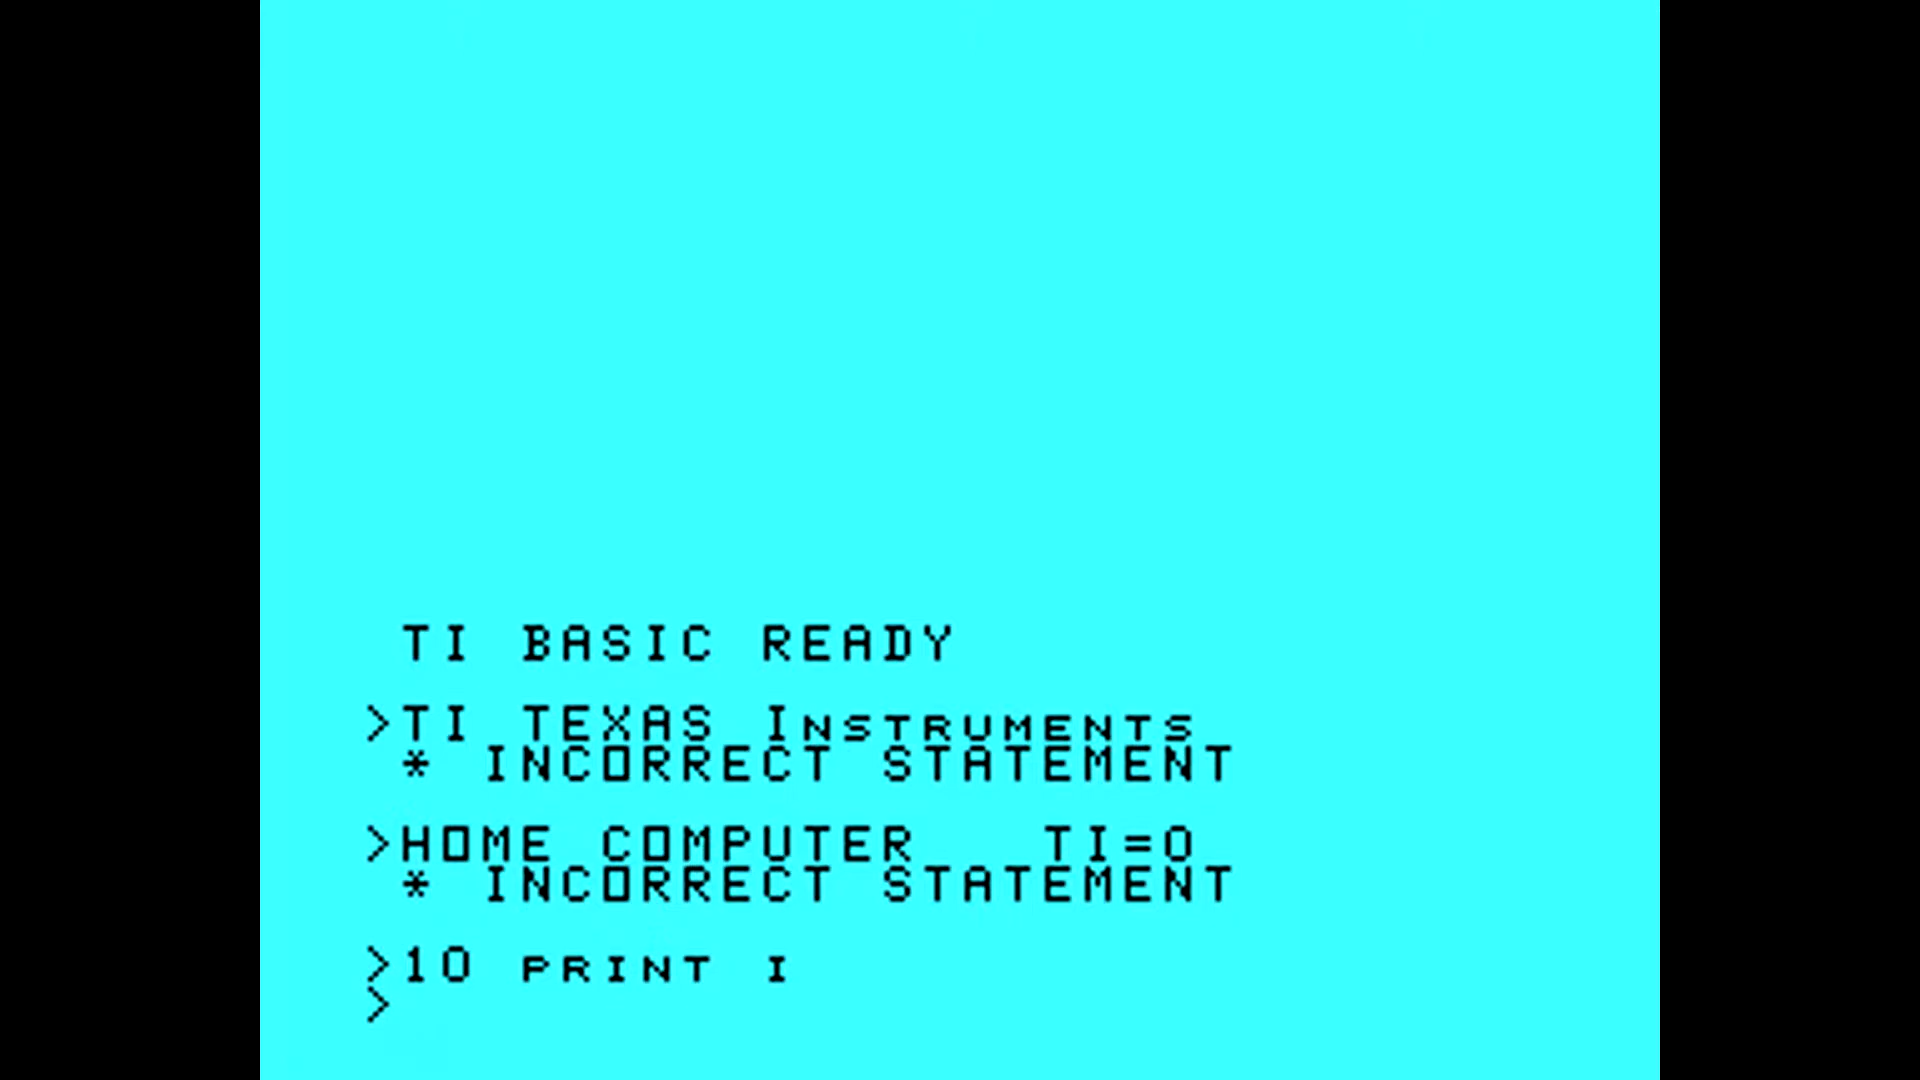 TI BASIC READY
>TI TEXAS Instruments
* INCORRECT STATEMENT
>HOME COMPUTER   TI=0
* INCORRECT STATEMENT
>10 print i
>